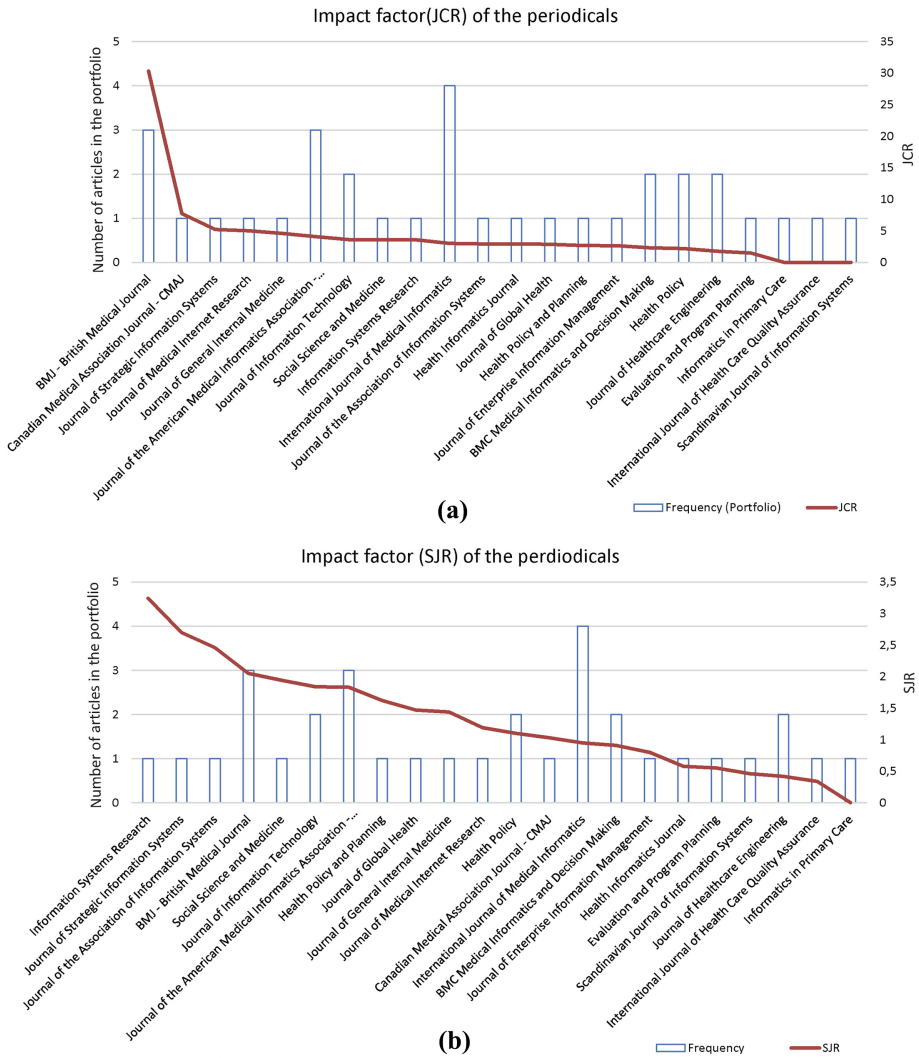 Impact factor(JCR) of the periodicals
Number of articles in the portfolio
5
4
3
2
1
0
35
30
25
20
15
10
5
0
JCR
BMJ - British Medical Journal
Canadian Medical Association Journal - CMAJ
Journal of Strategic Information Systems
Journal of Medical Internet Research
Journal of General Internal Medicine
Journal of the American Medical Informatics Association -...
Journal of Information Technology
Social Science and Medicine
Information Systems Research
International Journal of Medical Informatics
Journal of the Association of Information Systems
Health Informatics Journal
Journal of Global Health
Health Policy and Planning
Journal of Enterprise Information Management
BMC Medical Informatics and Decision Making
Health Policy
Journal of Healthcare Engineering
Evaluation and Program Planning
Informatics in Primary Care
International Journal of Health Care Quality Assurance
Scandinavian Journal of Information Systems
(a)
Frequency (Portfolio)
JCR
Impact factor (SJR) of the perdiodicals
Number of articles in the portfolio
5
4
3
2
1
0
3,5
3
2,5
2
1,5
1
0,5
0
SJR
Information Systems Research
Journal of Strategic Information Systems
Journal of the Association of Information Systems
BMJ - British Medical Journal
Social Science and Medicine
Journal of Information Technology
Journal of the American Medical Informatics Association -...
Health Policy and Planning
Journal of Global Health
Journal of General Internal Medicine
Journal of Medical Internet Research
Health Policy
Canadian Medical Association Journal - CMAJ
International Journal of Medical Informatics
BMC Medical Informatics and Decision Making
Journal of Enterprise Information Management
Health Informatics Journal
Evaluation and Program Planning
Scandinavian Journal of Information Systems
Journal of Healthcare Engineering
International Journal of Health Care Quality Assurance
Informatics in Primary Care
(b)
Frequency
SJR